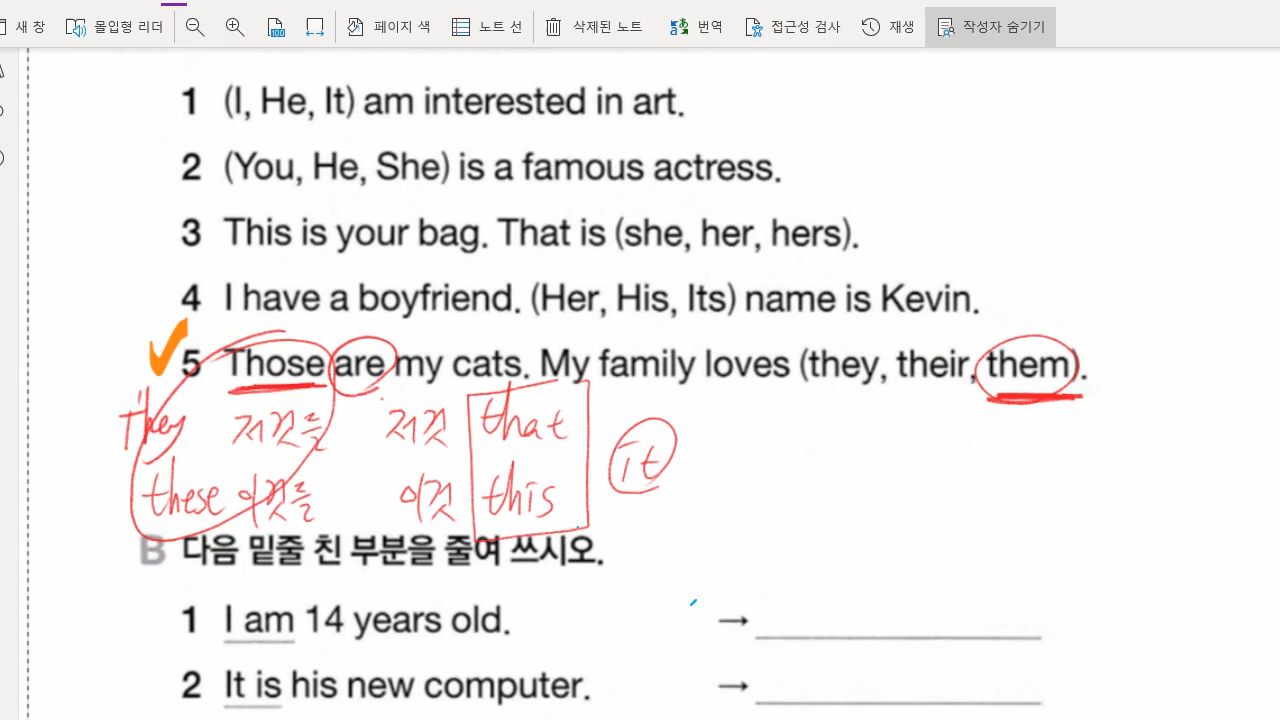 새 창 몰입형 리더 100 페이지 색 노트 선 삭제된 노트 번역 접근성 검사 재생 작성자 숨기기
1 (I, He, It) am interested in art.
2 (You, He, She) is a famous actress.
3 This is your bag. That is (she, her, hers).
4 I have a boyfriend. (Her, His, Its) name is Kevin.
5 Those are my cats. My family loves (they, their, them).
they 저것들 저것 that it
these 이것들 이것 this
B 다음 밑줄 친 부분을 줄여 쓰시오.
1 I am 14 years old. →
2 It is his new computer. →